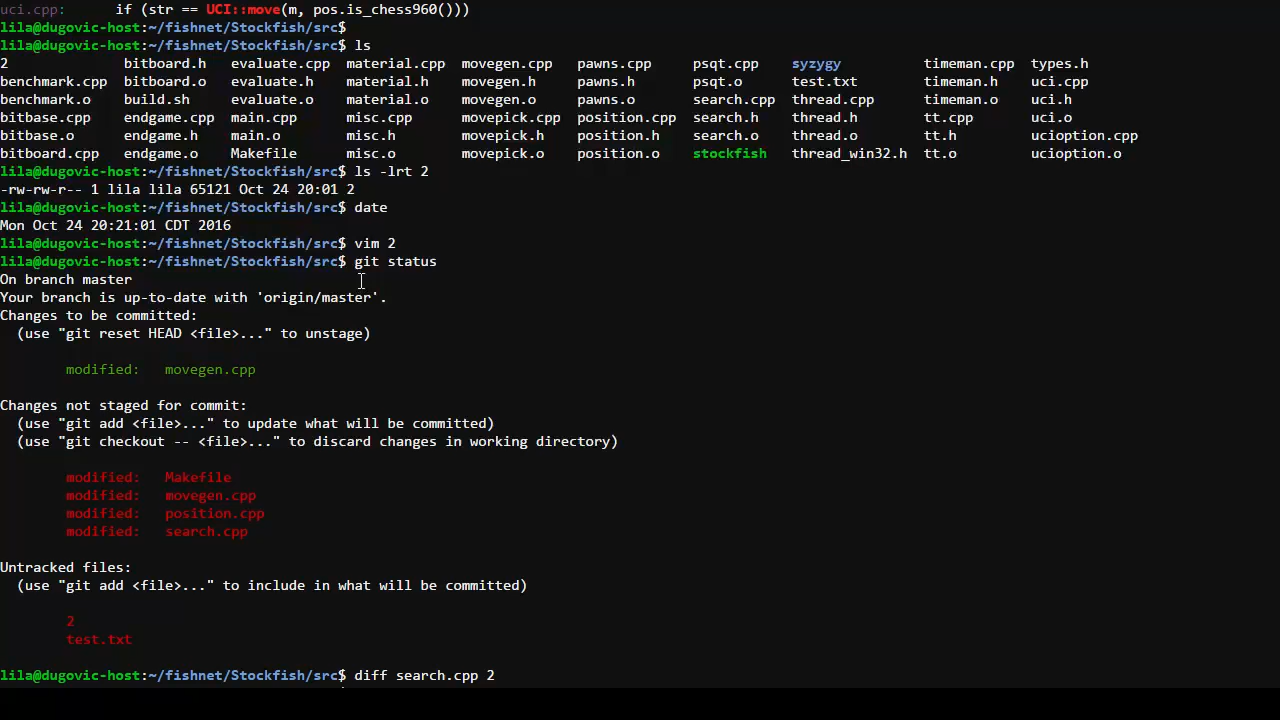 uci.cpp:      if (str == UCI::move(m, pos.is_chess960()))
lila@dugovic-host:~/fishnet/Stockfish/src$
lila@dugovic-host:~/fishnet/Stockfish/src$ ls
2             bitboard.h   evaluate.cpp  material.cpp  movegen.cpp   pawns.cpp     psqt.cpp    syzygy          timeman.cpp  types.h
benchmark.cpp  bitboard.o   evaluate.h    material.h    movegen.h     pawns.h       psqt.o      test.txt        timeman.h    uci.cpp
benchmark.o    build.sh     evaluate.o    material.o    movegen.o     pawns.o       search.cpp  thread.cpp      timeman.o    uci.h
bitbase.cpp    endgame.cpp  main.cpp      misc.cpp      movepick.cpp  position.cpp  search.h    thread.h        tt.cpp       uci.o
bitbase.o      endgame.h    main.o        misc.h        movepick.h    position.h    search.o    thread.o        tt.h         ucioption.cpp
bitboard.cpp   endgame.o    Makefile      misc.o        movepick.o    position.o    stockfish   thread_win32.h  tt.o         ucioption.o
lila@dugovic-host:~/fishnet/Stockfish/src$ ls -lrt 2
-rw-rw-r-- 1 lila lila 65121 Oct 24 20:01 2
lila@dugovic-host:~/fishnet/Stockfish/src$ date
Mon Oct 24 20:21:01 CDT 2016
lila@dugovic-host:~/fishnet/Stockfish/src$ vim 2
lila@dugovic-host:~/fishnet/Stockfish/src$ git status
On branch master
Your branch is up-to-date with 'origin/master'.
Changes to be committed:
  (use "git reset HEAD <file>..." to unstage)
        modified:   movegen.cpp
Changes not staged for commit:
  (use "git add <file>..." to update what will be committed)
  (use "git checkout -- <file>..." to discard changes in working directory)
        modified:   Makefile
        modified:   movegen.cpp
        modified:   position.cpp
        modified:   search.cpp
Untracked files:
  (use "git add <file>..." to include in what will be committed)
        2
        test.txt
lila@dugovic-host:~/fishnet/Stockfish/src$ diff search.cpp 2